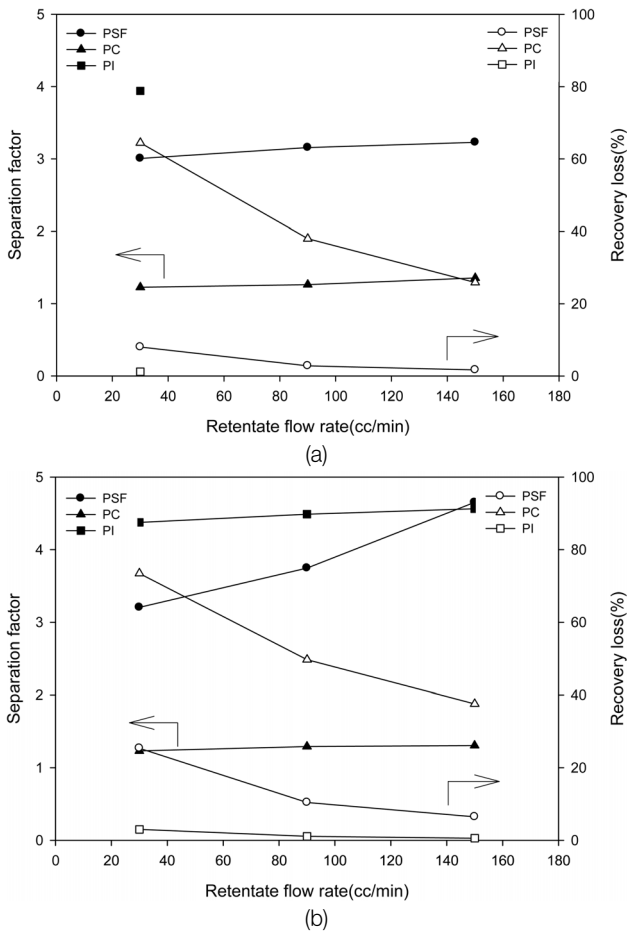 5
4
3
2
1
0
Separation factor
PSF
PC
PI
PSF
PC
PI
100
80
60
40
20
0
Recovery loss(%)
0 20 40 60 80 100 120 140 160 180
Retentate flow rate(cc/min)
(a)
5
4
3
2
1
0
Separation factor
PSF
PC
PI
PSF
PC
PI
100
80
60
40
20
0
Recovery loss(%)
0 20 40 60 80 100 120 140 160 180
Retentate flow rate(cc/min)
(b)